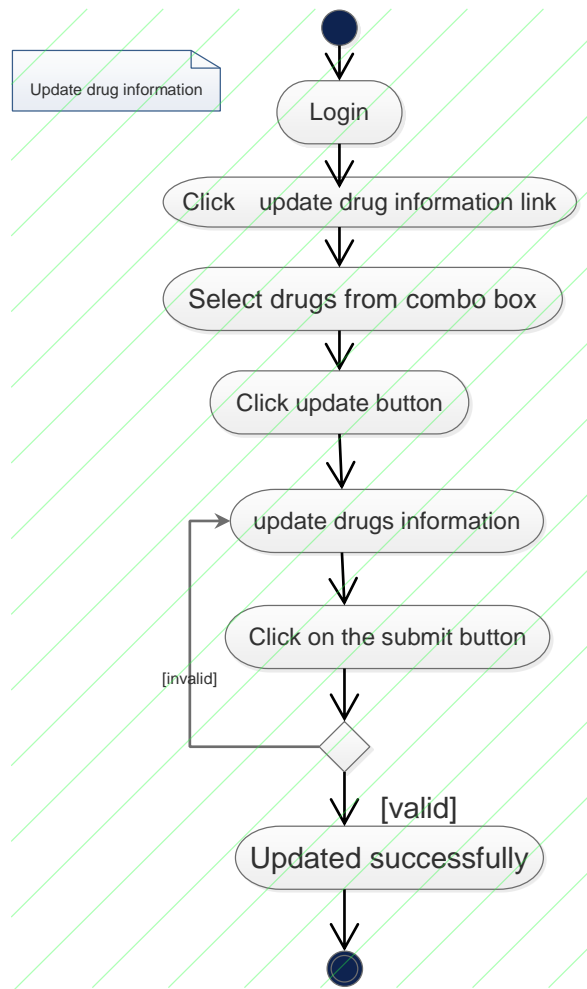 Update drug information
Login
Click update drug information link
Select drugs from combo box
Click update button
update drugs information
Click on the submit button
[invalid]
[valid]
Updated successfully